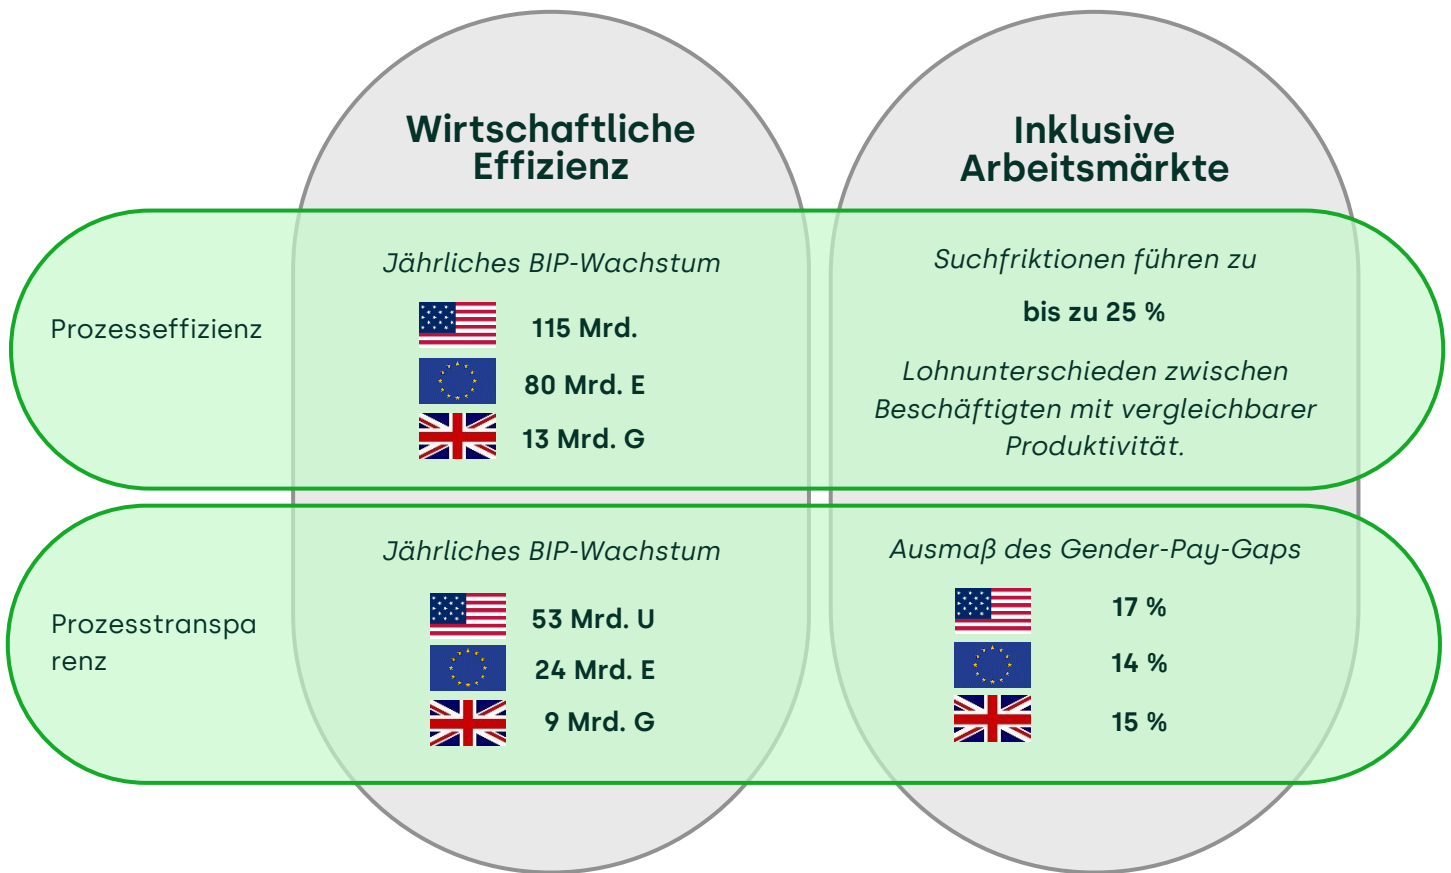 Wirtschaftliche
Effizienz
Inklusive
Arbeitsmärkte
Prozesseffizienz
Jährliches BIP-Wachstum
115 Mrd.
80 Mrd. E
13 Mrd. G
Suchfriktionen führen zu
bis zu 25 %
Lohnunterschieden zwischen
Beschäftigten mit vergleichbarer
Produktivität.
Prozesstranspa
renz
Jährliches BIP-Wachstum
53 Mrd. U
24 Mrd. E
9 Mrd. G
Ausmaß des Gender-Pay-Gaps
17 %
14 %
15 %